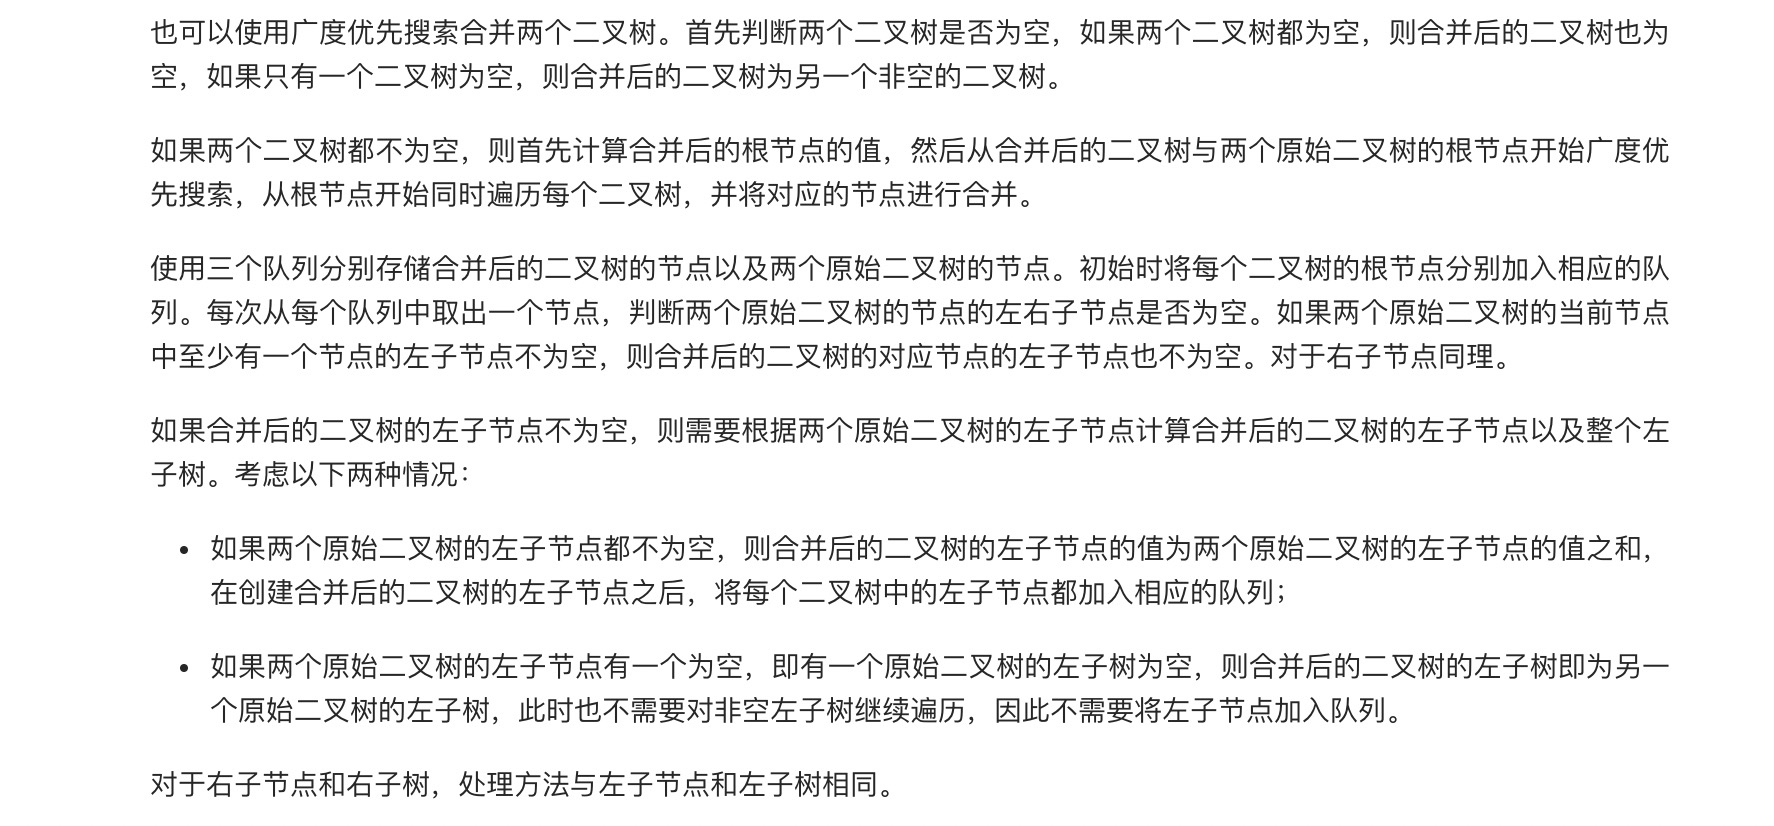 也可以使用广度优先搜索合并两个二叉树。首先判断两个二叉树是否为空，如果两个二叉树都为空，则合并后的二叉树也为
空，如果只有一个二叉树为空，则合并后的二叉树为另一个非空的二叉树。
如果两个二叉树都不为空，则首先计算合并后的根节点的值，然后从合并后的二叉树与两个原始二叉树的根节点开始广度优
先搜索，从根节点开始同时遍历每个二叉树，并将对应的节点进行合并。
使用三个队列分别存储合并后的二叉树的节点以及两个原始二叉树的节点。初始时将每个二叉树的根节点分别加入相应的队
列。每次从每个队列中取出一个节点，判断两个原始二叉树的节点的左右子节点是否为空。如果两个原始二叉树的当前节点
中至少有一个节点的左子节点不为空，则合并后的二叉树的对应节点的左子节点也不为空。对于右子节点同理。
如果合并后的二叉树的左子节点不为空，则需要根据两个原始二叉树的左子节点计算合并后的二叉树的左子节点以及整个左
子树。考虑以下两种情况：
• 如果两个原始二叉树的左子节点都不为空，则合并后的二叉树的左子节点的值为两个原始二叉树的左子节点的值之和，
在创建合并后的二叉树的左子节点之后，将每个二叉树中的左子节点都加入相应的队列；
• 如果两个原始二叉树的左子节点有一个为空，即有一个原始二叉树的左子树为空，则合并后的二叉树的左子树即为另一
个原始二叉树的左子树，此时也不需要对非空左子树继续遍历，因此不需要将左子节点加入队列。
对于右子节点和右子树，处理方法与左子节点和左子树相同。